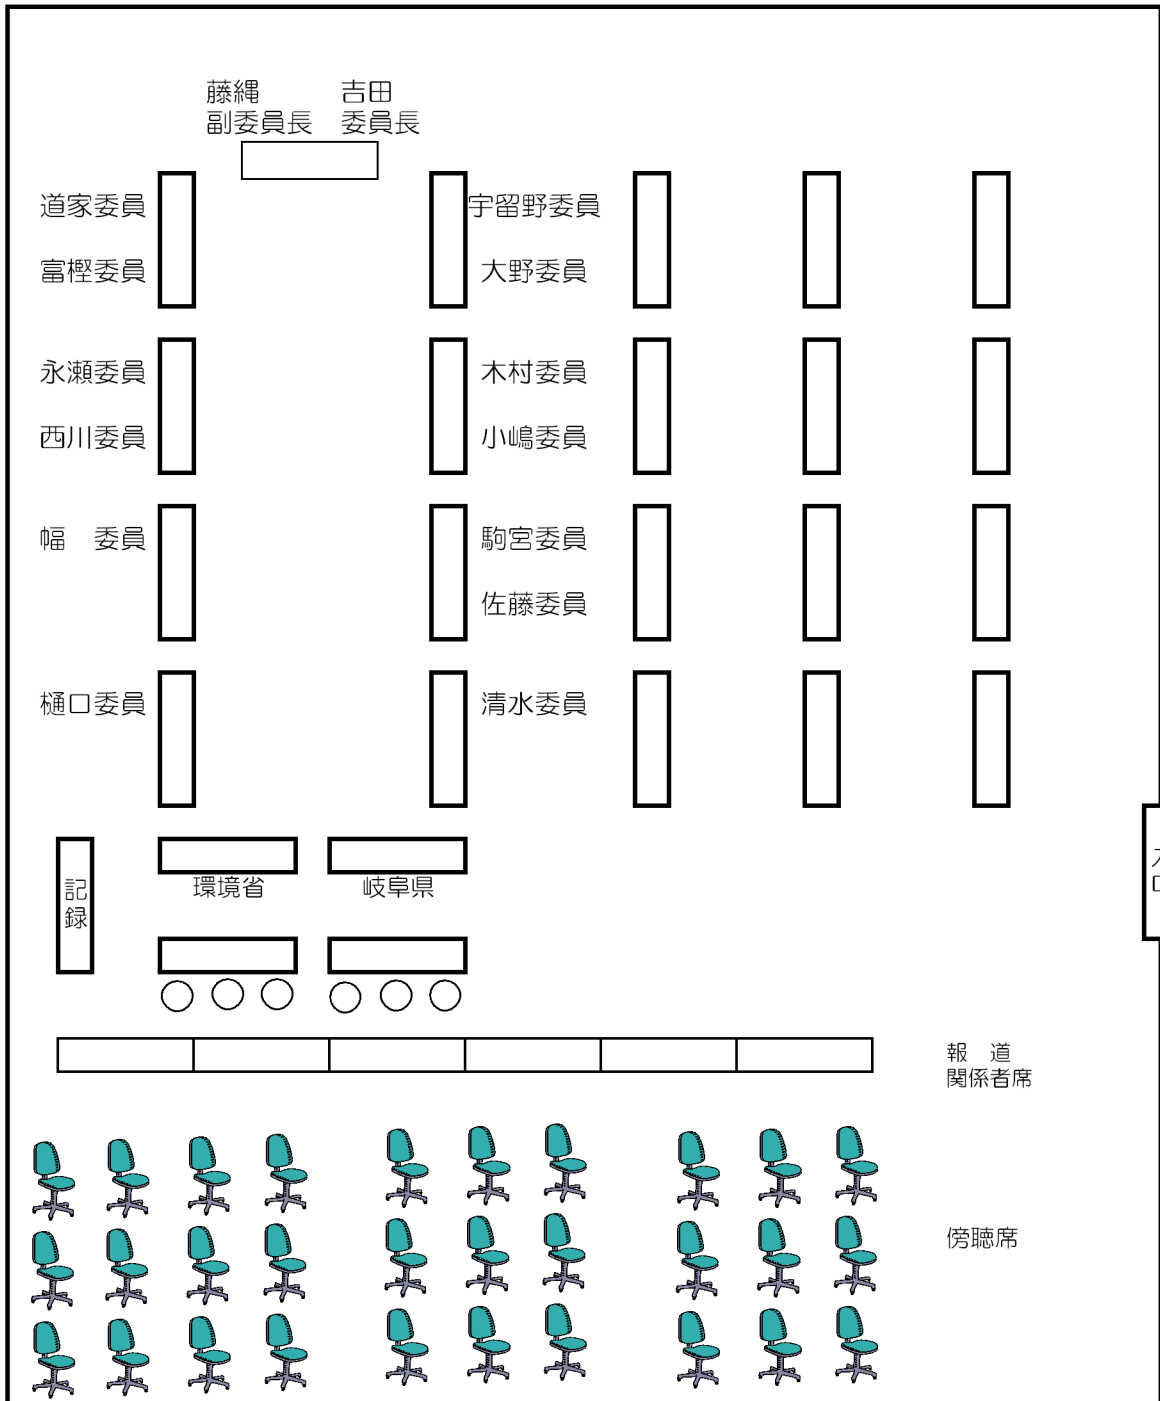 藤縄　吉田
副委員長　委員長
道家委員　宇留野委員
富樫委員　大野委員
永瀬委員　木村委員
西川委員　小嶋委員
幅　委員　駒宮委員
佐藤委員
樋口委員　清水委員
記録
環境省　岐阜県
報　道
関係者席
傍聴席